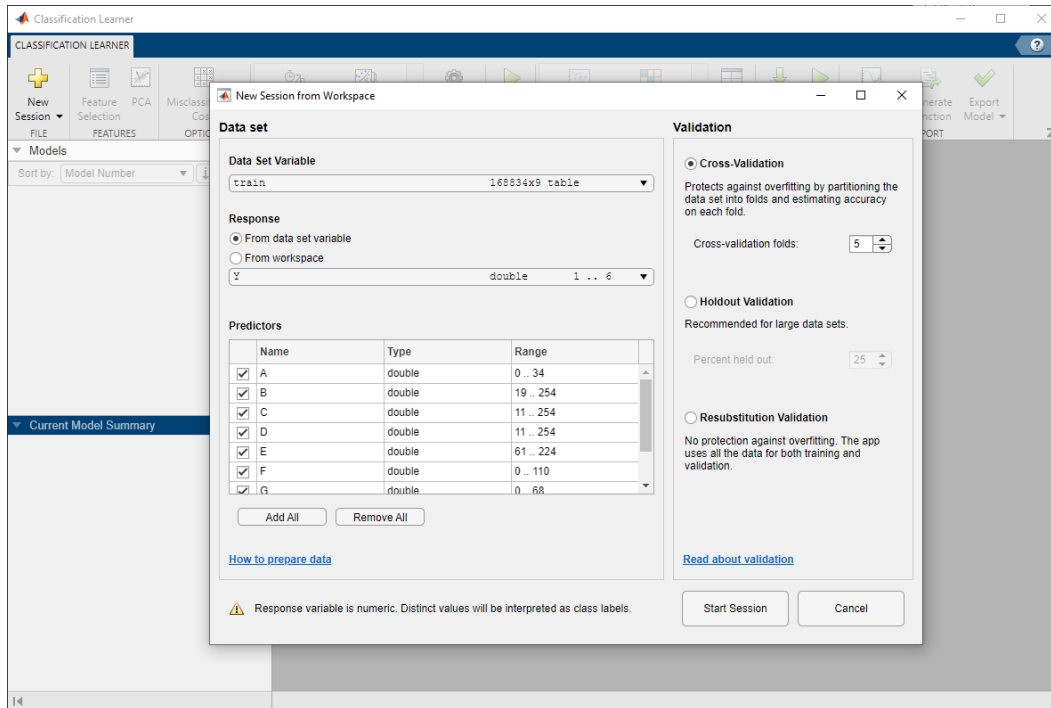 Classification Learner
CLASSIFICATION LEARNER
?
New Session
Feature Selection
PCA
Export Model
FILE
FEATURES
Models
Sort by: Model Number
Current Model Summary
New Session from Workspace
Data set
Data Set Variable
train 168834x9 table
Response
From data set variable
From workspace
Y double 1 .. 6
Predictors
Name Type Range
A double 0 .. 34
B double 19 .. 254
C double 11 .. 254
D double 11 .. 254
E double 61 .. 224
F double 0 .. 110
G double 0 .. 68
Add All Remove All
How to prepare data
Response variable is numeric. Distinct values will be interpreted as class labels.
Validation
Cross-Validation
Protects against overfitting by partitioning the
data set into folds and estimating accuracy
on each fold.
Cross-validation folds: 5
Holdout Validation
Recommended for large data sets.
Percent held out: 25
Resubstitution Validation
No protection against overfitting. The app
uses all the data for both training and
validation.
Read about validation
Start Session Cancel